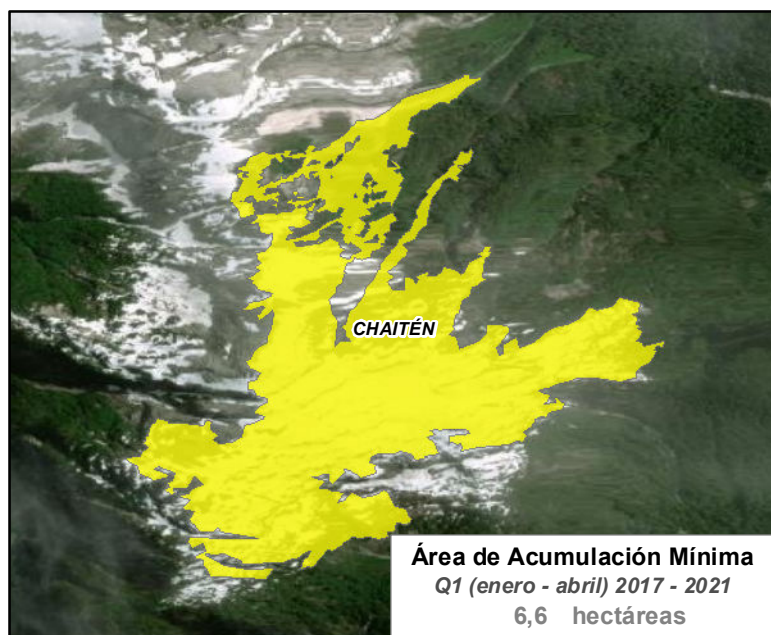 CHAITÉN
Área de Acumulación Mínima
Q1 (enero - abril) 2017 - 2021
6,6 hectáreas